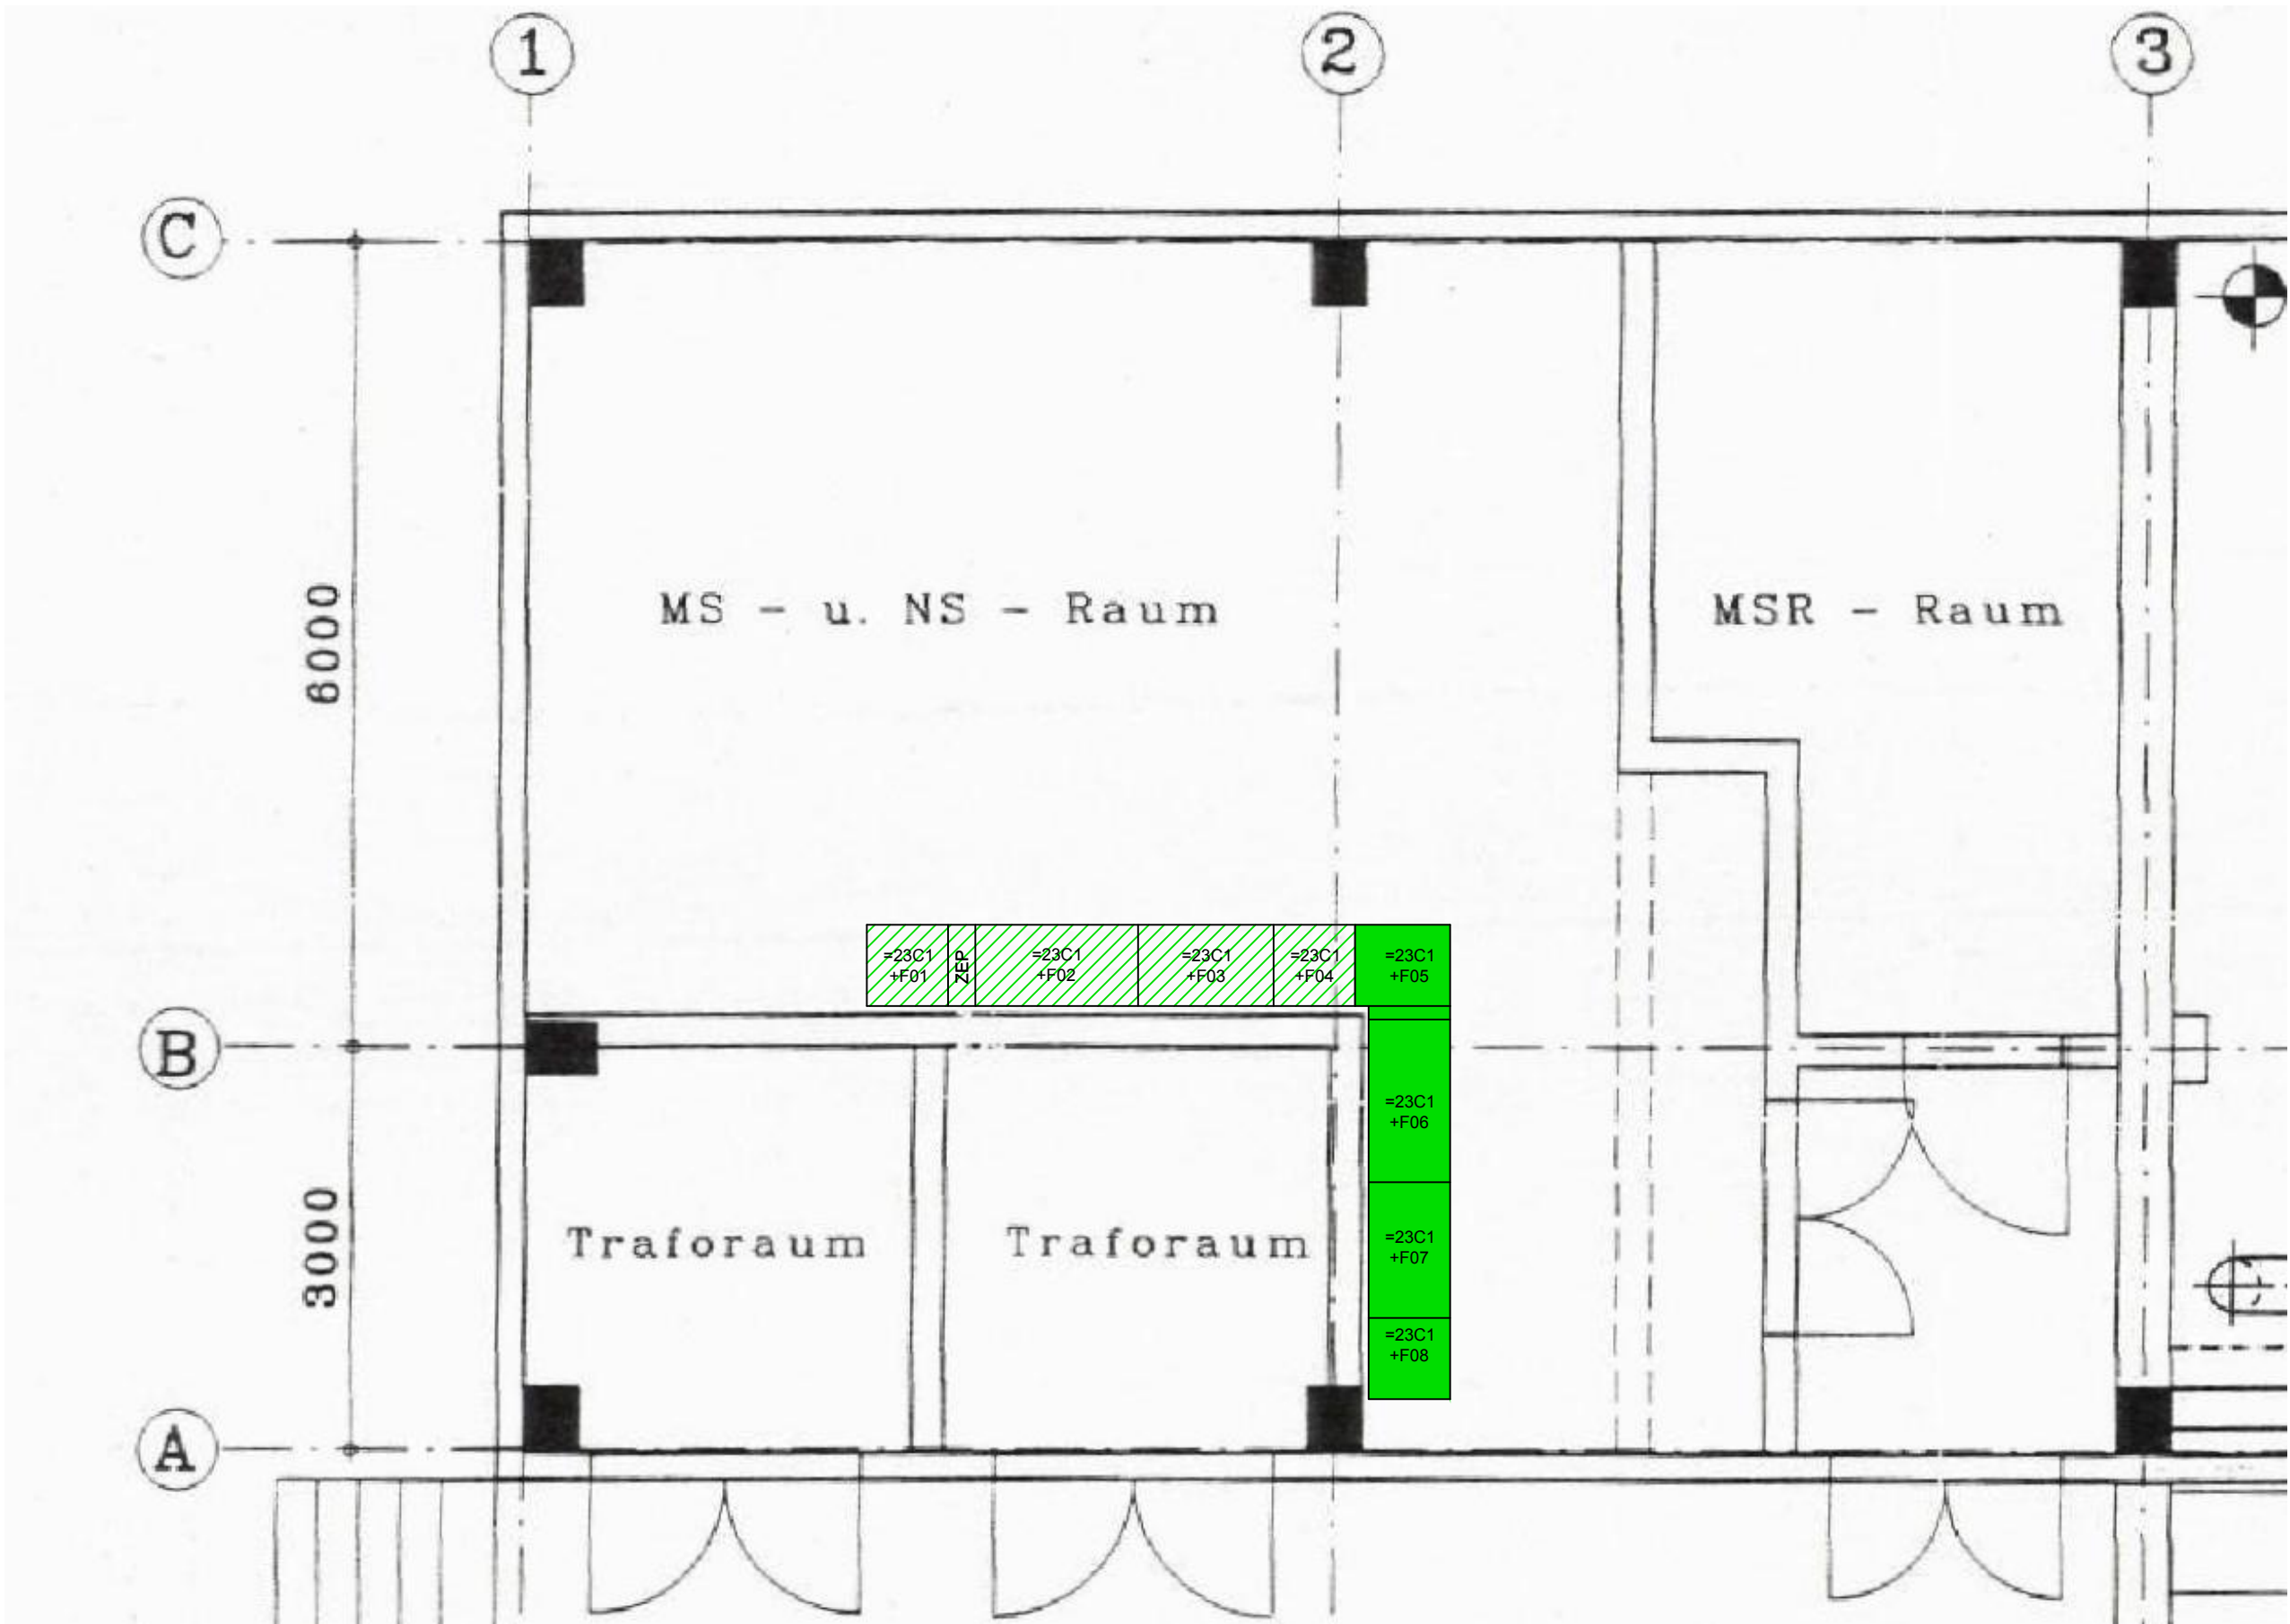 1
2
3
C
6000
MS - u. NS - Raum
MSR - Raum
=23C1
+F01
ZEP
=23C1
+F02
=23C1
+F03
=23C1
+F04
=23C1
+F05
B
=23C1
+F06
3000
Traforaum
Traforaum
=23C1
+F07
=23C1
+F08
A